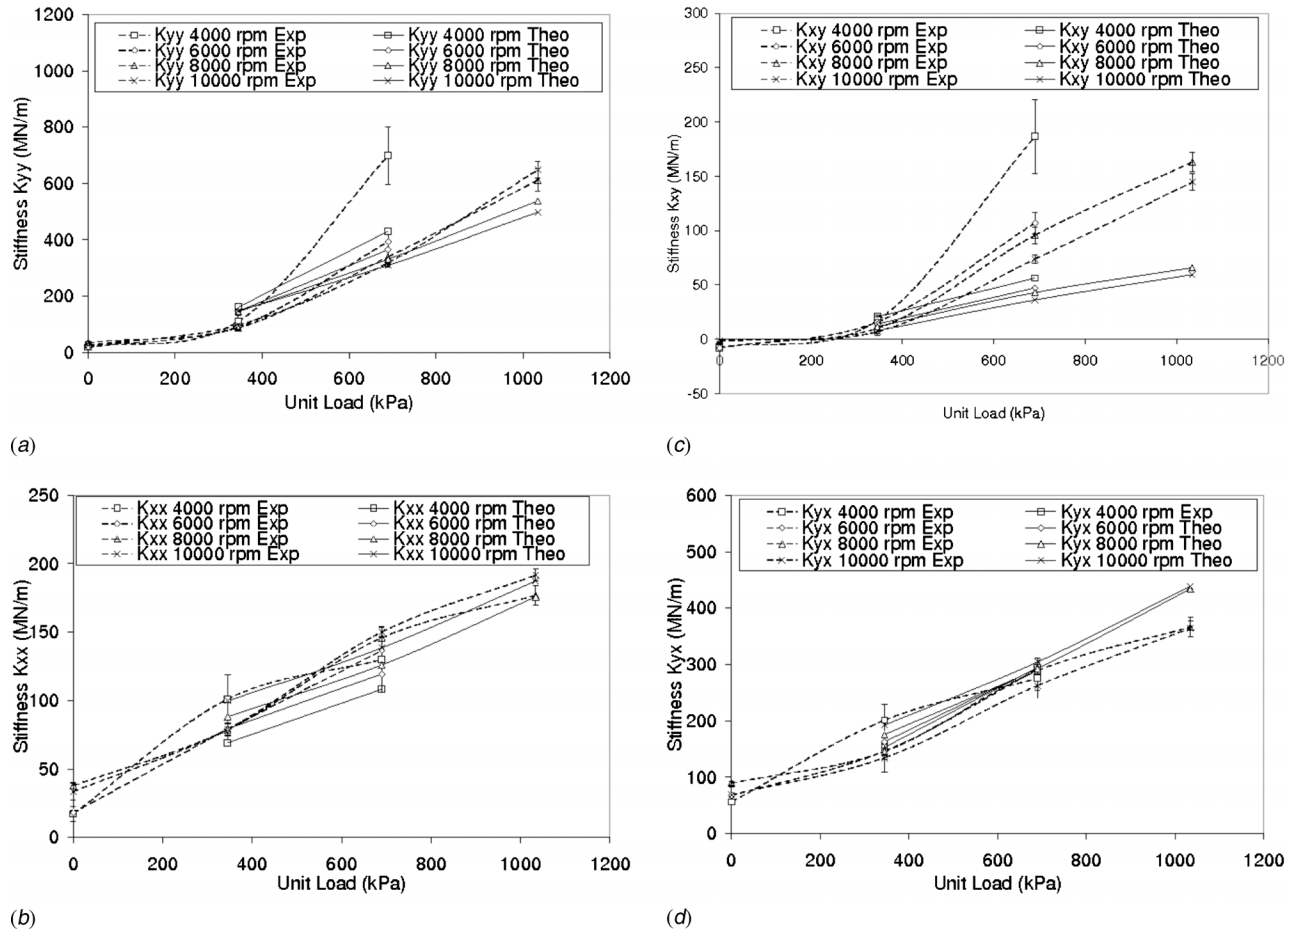 1200
1000
800
600
400
200
0
Stiffness Kyy (MN/m)
Kyy 4000 rpm Exp
Kyy 6000 rpm Exp
Kyy 8000 rpm Exp
Kyy 10000 rpm Exp
Kyy 4000 rpm Theo
Kyy 6000 rpm Theo
Kyy 8000 rpm Theo
Kyy 10000 rpm Theo
0 200 400 600 800 1000 1200
Unit Load (kPa)
(a)
300
250
200
150
100
50
0
-50
Stiffness Kxy (MN/m)
Kxy 4000 rpm Exp
Kxy 6000 rpm Exp
Kxy 8000 rpm Exp
Kxy 10000 rpm Exp
Kxy 4000 rpm Theo
Kxy 6000 rpm Theo
Kxy 8000 rpm Theo
Kxy 10000 rpm Theo
0 200 400 600 800 1000 1200
Unit Load (kPa)
(c)
250
200
150
100
50
0
Stiffness Kxx (MN/m)
Kxx 4000 rpm Exp
Kxx 6000 rpm Exp
Kxx 8000 rpm Exp
Kxx 10000 rpm Exp
Kxx 4000 rpm Theo
Kxx 6000 rpm Theo
Kxx 8000 rpm Theo
Kxx 10000 rpm Theo
0 200 400 600 800 1000 1200
Unit Load (kPa)
(b)
600
500
400
300
200
100
0
Stiffness Kyx (MN/m)
Kyx 4000 rpm Exp
Kyx 6000 rpm Exp
Kyx 8000 rpm Exp
Kyx 10000 rpm Exp
Kyx 4000 rpm Exp
Kyx 6000 rpm Theo
Kyx 8000 rpm Theo
Kyx 10000 rpm Theo
0 200 400 600 800 1000 1200
Unit Load (kPa)
(d)